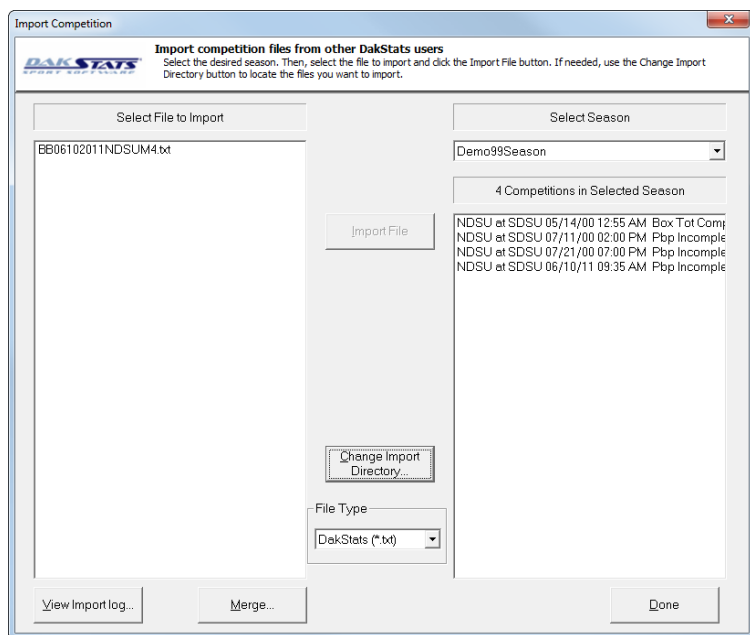 Import Competition
DAKSTATS
SPORT SOFTWARE
Import competition files from other DakStats users
Select the desired season. Then, select the file to import and click the Import File button. If needed, use the Change Import
Directory button to locate the files you want to import.
Select File to Import
BB06102011NDSUM4.txt
Import File
Change Import
Directory...
File Type
DakStats (*.txt)
Select Season
Demo99Season
4 Competitions in Selected Season
NDSU at SDSU 05/14/00 12:55 AM Box Tot Comp
NDSU at SDSU 07/11/00 02:00 PM Pbp Incomple
NDSU at SDSU 07/21/00 07:00 PM Pbp Incomple
NDSU at SDSU 06/10/11 09:35 AM Pbp Incomple
View Import log...
Merge...
Done